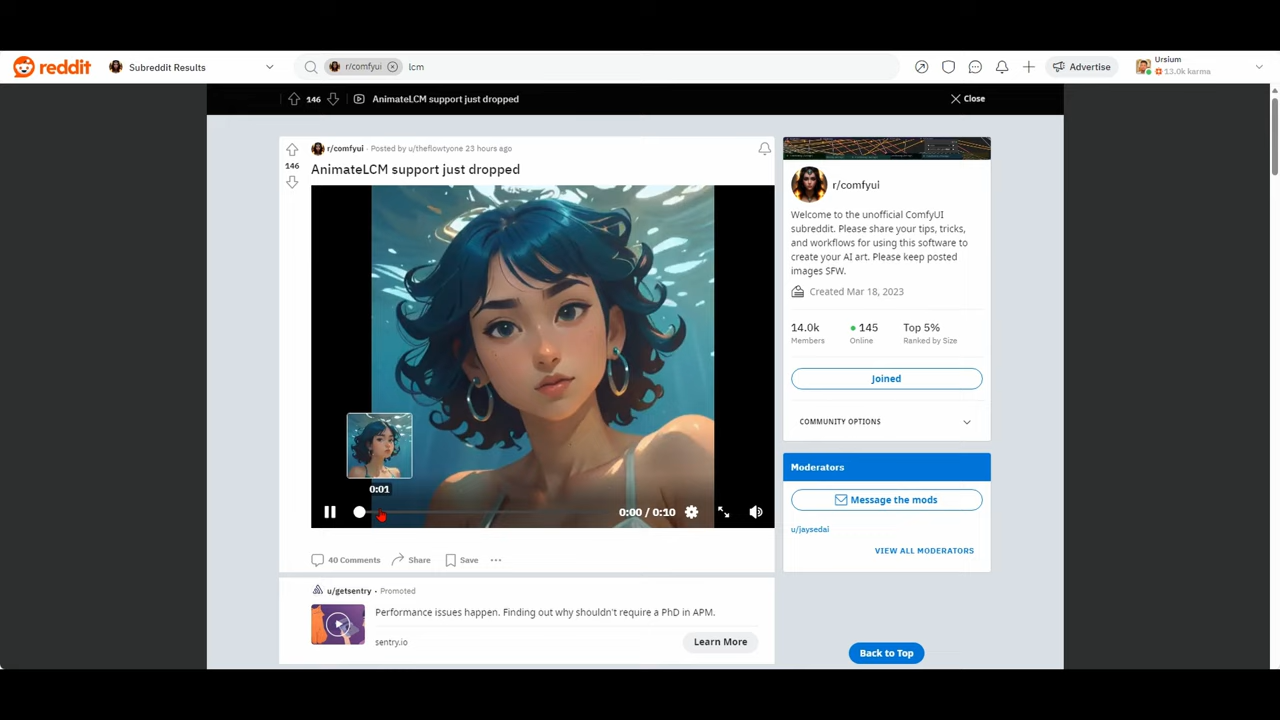 reddit
Subreddit Results
r/comfyui
lcm
Advertise
Ursium
13.0k karma
146
AnimateLCM support just dropped
Close
146
r/comfyui · Posted by u/theflowtyone 23 hours ago
AnimateLCM support just dropped
0:01
0:00 / 0:10
40 Comments
Share
Save
u/getsentry · Promoted
Performance issues happen. Finding out why shouldn't require a PhD in APM.
sentry.io
Learn More
r/comfyui
Welcome to the unofficial ComfyUI
subreddit. Please share your tips, tricks,
and workflows for using this software to
create your AI art. Please keep posted
images SFW.
Created Mar 18, 2023
14.0k
Members
145
Online
Top 5%
Ranked by Size
Joined
COMMUNITY OPTIONS
Moderators
Message the mods
u/jaysedai
VIEW ALL MODERATORS
Back to Top